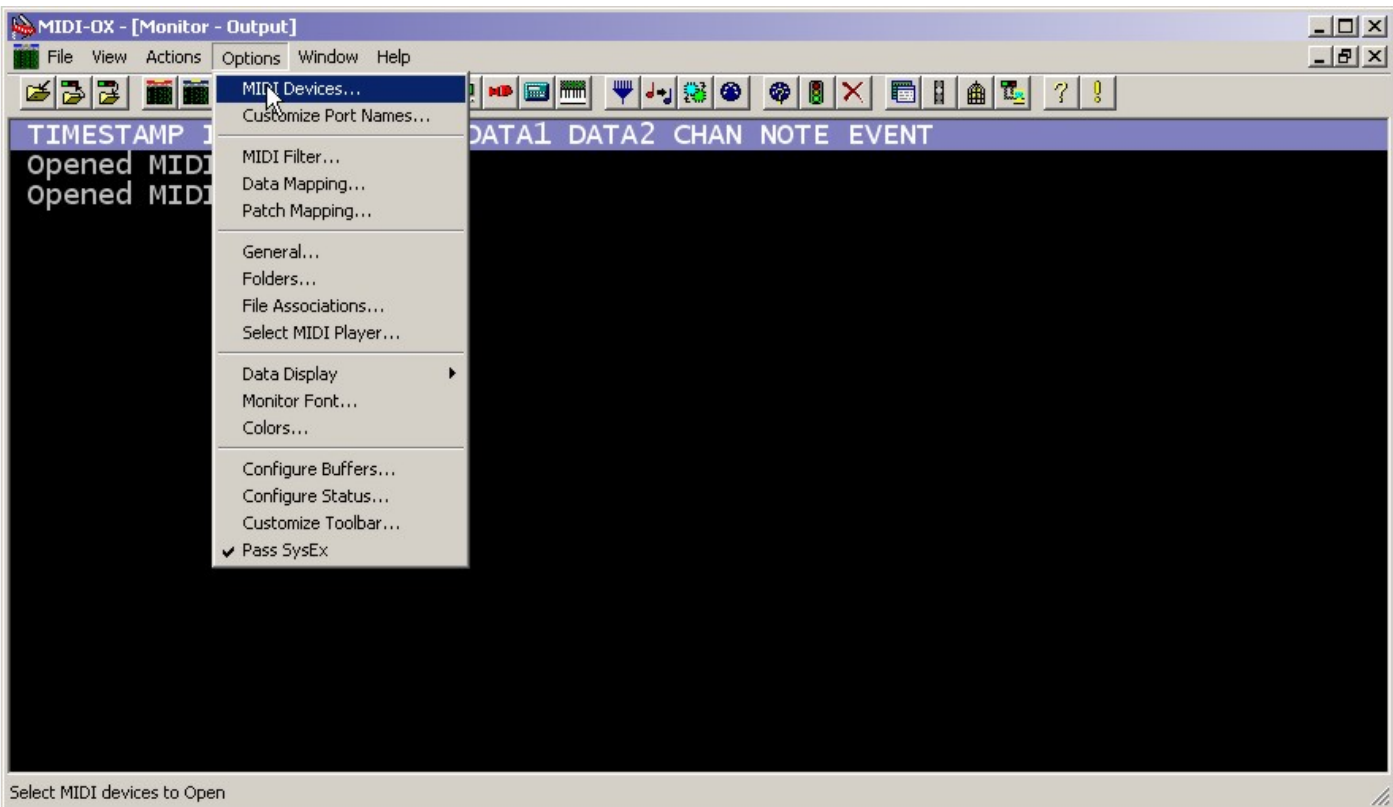 MIDI-OX - [Monitor - Output]
File View Actions Options Window Help
TIMESTAMP DATA1 DATA2 CHAN NOTE EVENT
Opened MIDI
Opened MIDI
MIDI Devices...
Customize Port Names...
MIDI Filter...
Data Mapping...
Patch Mapping...
General...
Folders...
File Associations...
Select MIDI Player...
Data Display
Monitor Font...
Colors...
Configure Buffers...
Configure Status...
Customize Toolbar...
Pass SysEx
Select MIDI devices to Open